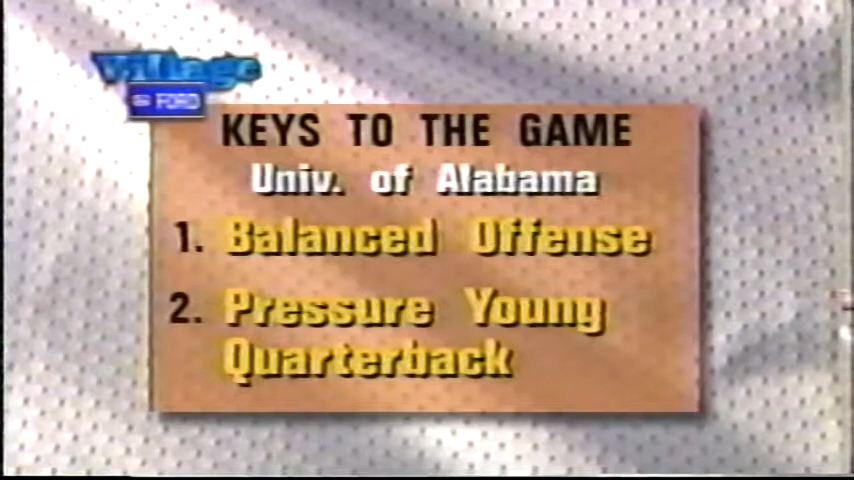 Village
FORD
KEYS TO THE GAME
Univ. of Alabama
1. Balanced Offense
2. Pressure Young
Quarterback